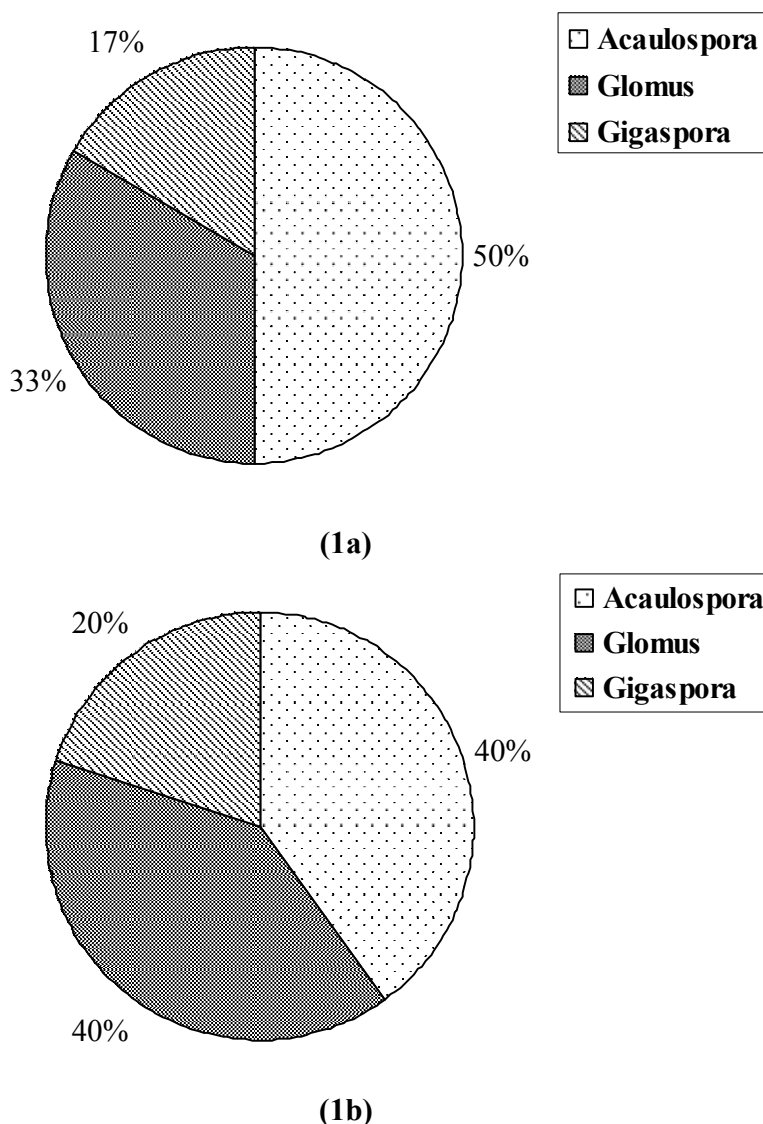 17%
Acaulospora
Glomus
Gigaspora
50%
33%
(1a)
Acaulospora
Glomus
Gigaspora
20%
40%
40%
(1b)